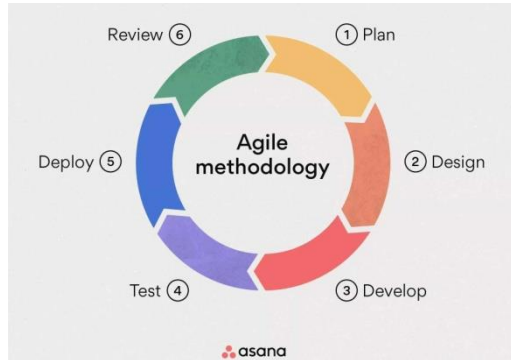 Review 6
1 Plan
Agile
methodology
Deploy 5
2 Design
Test 4
3 Develop
asana